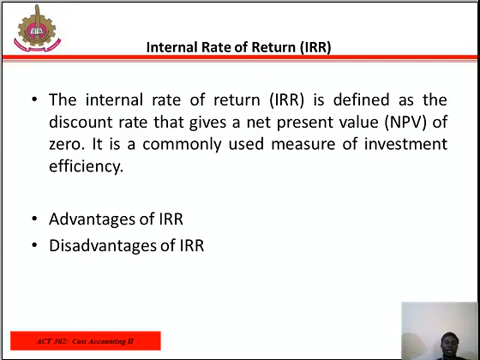 Internal Rate of Return (IRR)
• The internal rate of return (IRR) is defined as the
discount rate that gives a net present value (NPV) of
zero. It is a commonly used measure of investment
efficiency.
• Advantages of IRR
• Disadvantages of IRR
ACT 302: Cost Accounting II